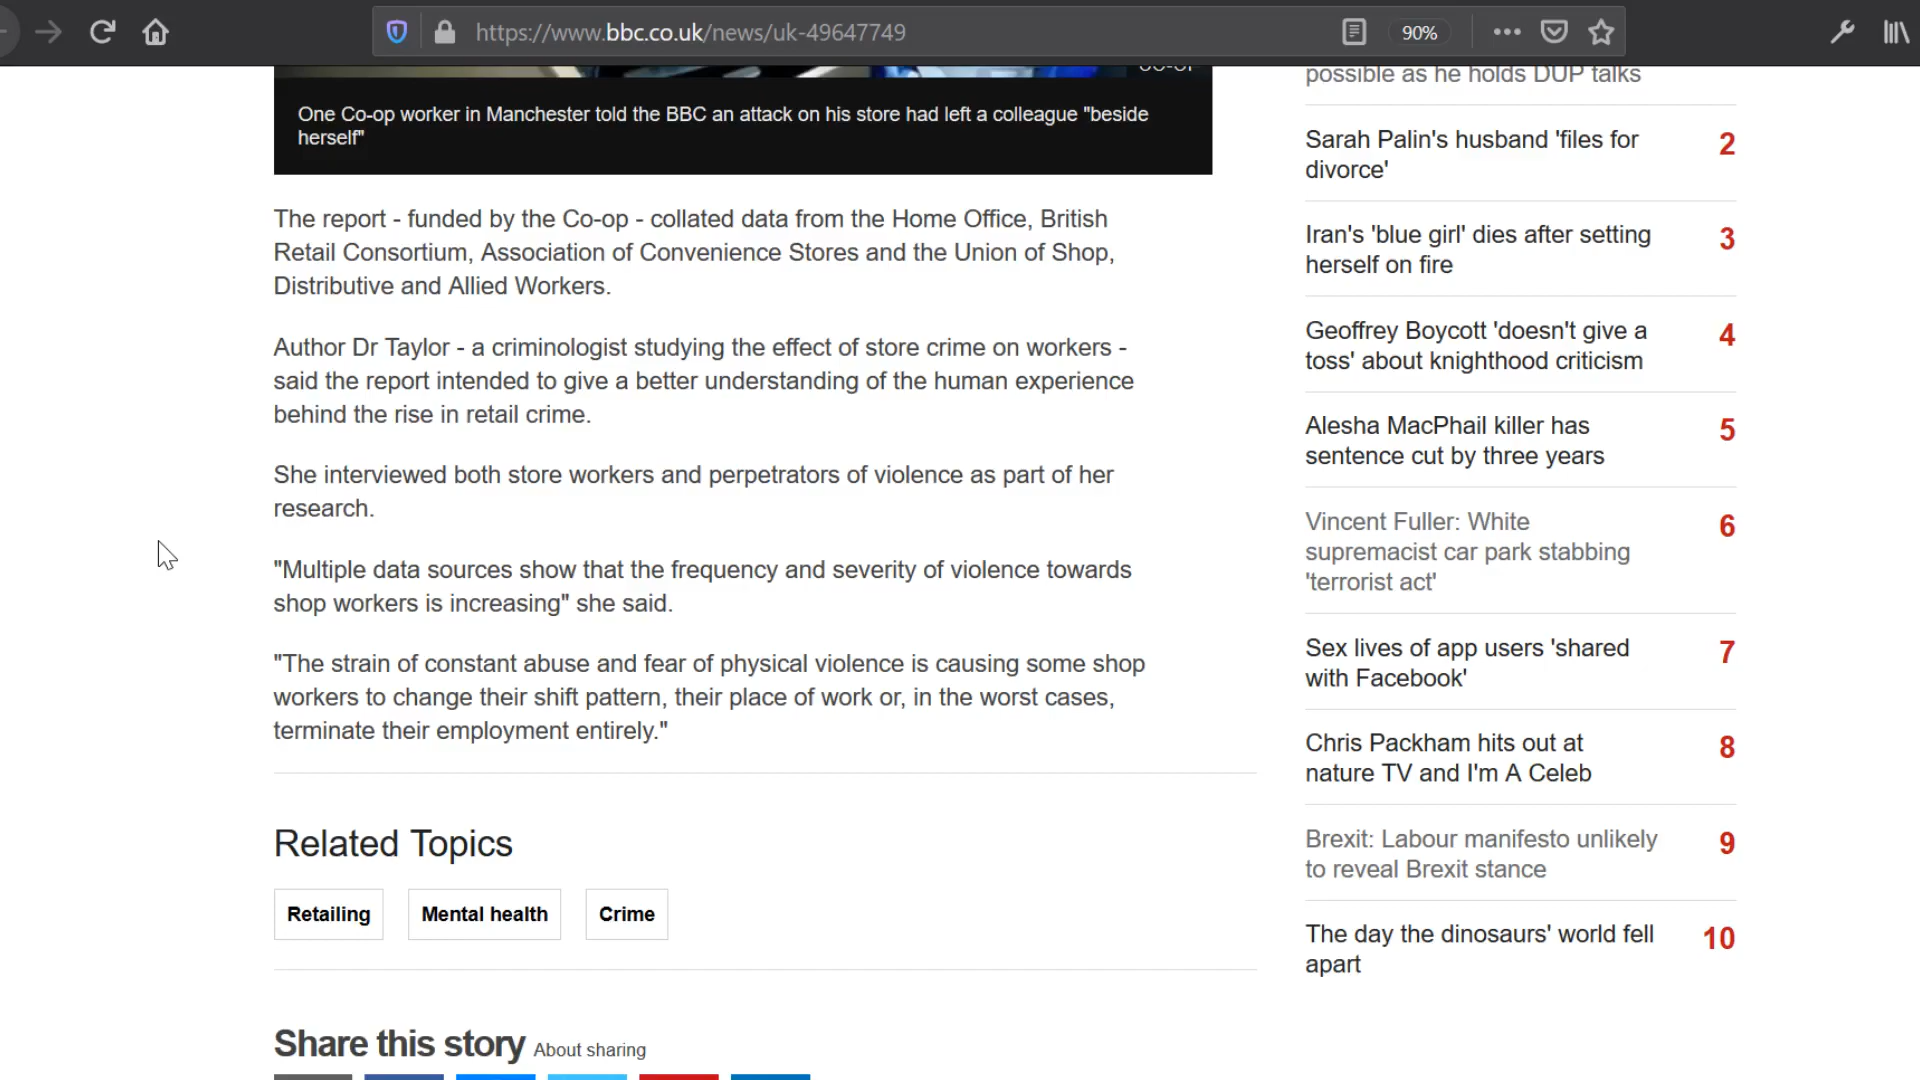 https://www.bbc.co.uk/news/uk-49647749
90%
One Co-op worker in Manchester told the BBC an attack on his store had left a colleague "beside
herself"
The report - funded by the Co-op - collated data from the Home Office, British
Retail Consortium, Association of Convenience Stores and the Union of Shop,
Distributive and Allied Workers.
Author Dr Taylor - a criminologist studying the effect of store crime on workers -
said the report intended to give a better understanding of the human experience
behind the rise in retail crime.
She interviewed both store workers and perpetrators of violence as part of her
research.
"Multiple data sources show that the frequency and severity of violence towards
shop workers is increasing" she said.
"The strain of constant abuse and fear of physical violence is causing some shop
workers to change their shift pattern, their place of work or, in the worst cases,
terminate their employment entirely."
Related Topics
Retailing
Mental health
Crime
Share this story About sharing
possible as he holds DUP talks
Sarah Palin's husband 'files for
divorce'
2
Iran's 'blue girl' dies after setting
herself on fire
3
Geoffrey Boycott 'doesn't give a
toss' about knighthood criticism
4
Alesha MacPhail killer has
sentence cut by three years
5
Vincent Fuller: White
supremacist car park stabbing
'terrorist act'
6
Sex lives of app users 'shared
with Facebook'
7
Chris Packham hits out at
nature TV and I'm A Celeb
8
Brexit: Labour manifesto unlikely
to reveal Brexit stance
9
The day the dinosaurs' world fell
apart
10